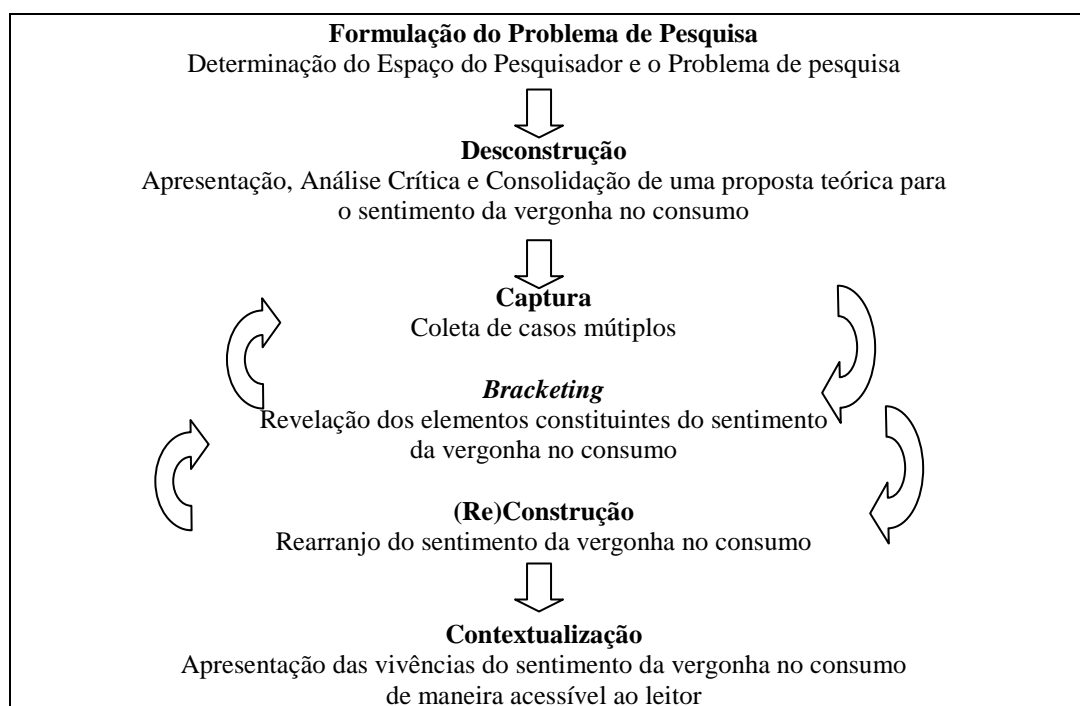 Formulação do Problema de Pesquisa
Determinação do Espaço do Pesquisador e o Problema de pesquisa
Desconstrução
Apresentação, Análise Crítica e Consolidação de uma proposta teórica para
o sentimento da vergonha no consumo
Captura
Coleta de casos mútiplos
Bracketing
Revelação dos elementos constituintes do sentimento
da vergonha no consumo
(Re)Construção
Rearranjo do sentimento da vergonha no consumo
Contextualização
Apresentação das vivências do sentimento da vergonha no consumo
de maneira acessível ao leitor